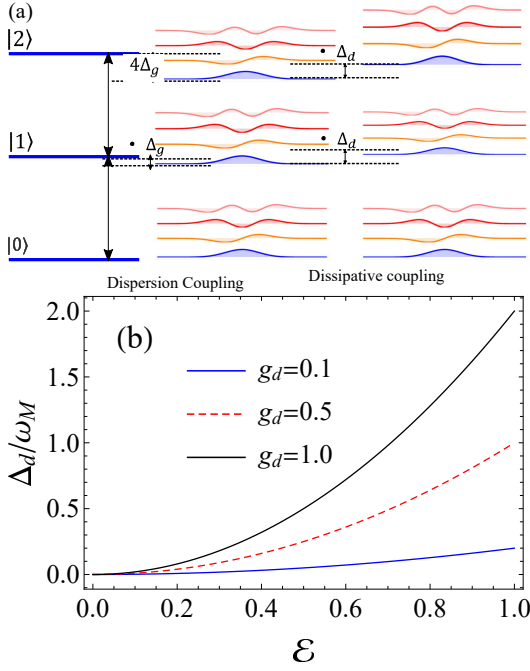 (a)
|2⟩
4Δg
Δd
|1⟩
Δg
Δd
|0⟩
Dispersion Coupling
Dissipative coupling
(b)
2.0
1.5
1.0
0.5
0.0
Δd/ωM
gd=0.1
gd=0.5
gd=1.0
0.0 0.2 0.4 0.6 0.8 1.0
ℰ